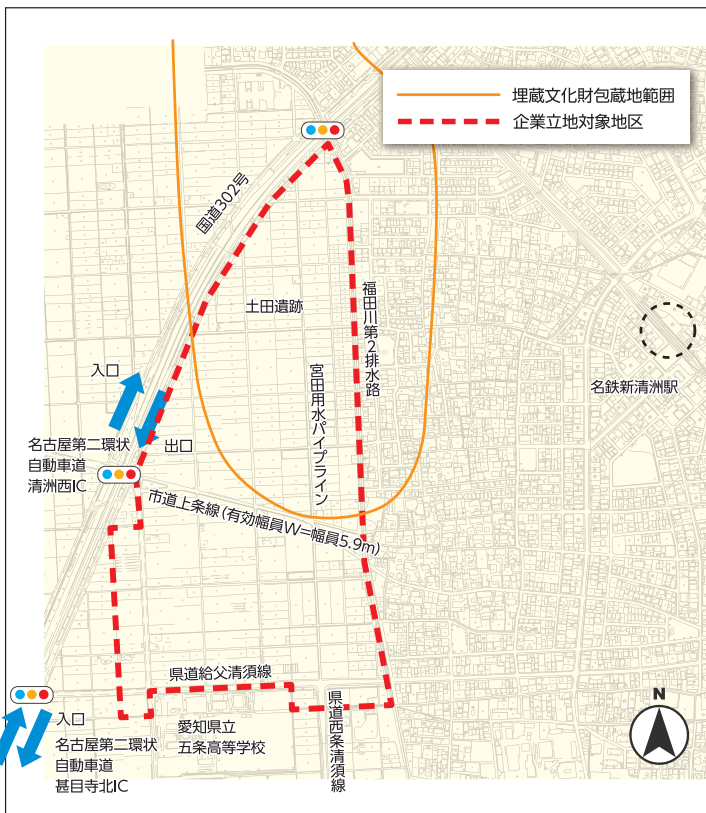 埋蔵文化財包蔵地範囲
企業立地対象地区
国道302号
土田遺跡
福田川第2排水路
宮田用水パイプライン
名鉄新清洲駅
入口
出口
名古屋第二環状
自動車道
清洲西IC
市道上条線(有効幅員W=幅員5.9m)
県道給父清須線
愛知県立
五条高等学校
県道西条清須線
入口
名古屋第二環状
自動車道
甚目寺北IC
N